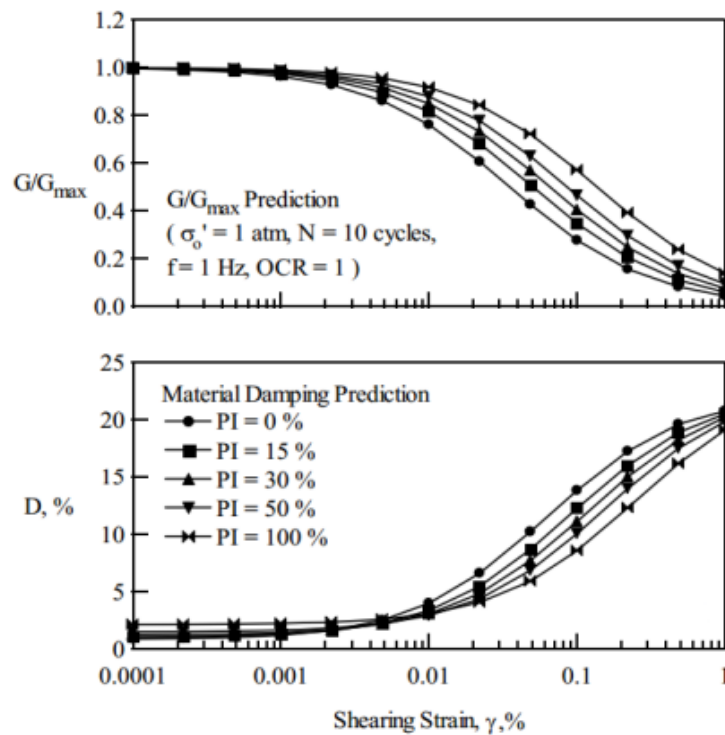 1.2
1.0
0.8
0.6
0.4
0.2
0.0
G/Gmax
G/Gmax Prediction
( σo' = 1 atm, N = 10 cycles,
f = 1 Hz, OCR = 1 )
25
20
15
10
5
0
D, %
Material Damping Prediction
PI = 0 %
PI = 15 %
PI = 30 %
PI = 50 %
PI = 100 %
0.0001 0.001 0.01 0.1 1
Shearing Strain, γ,%